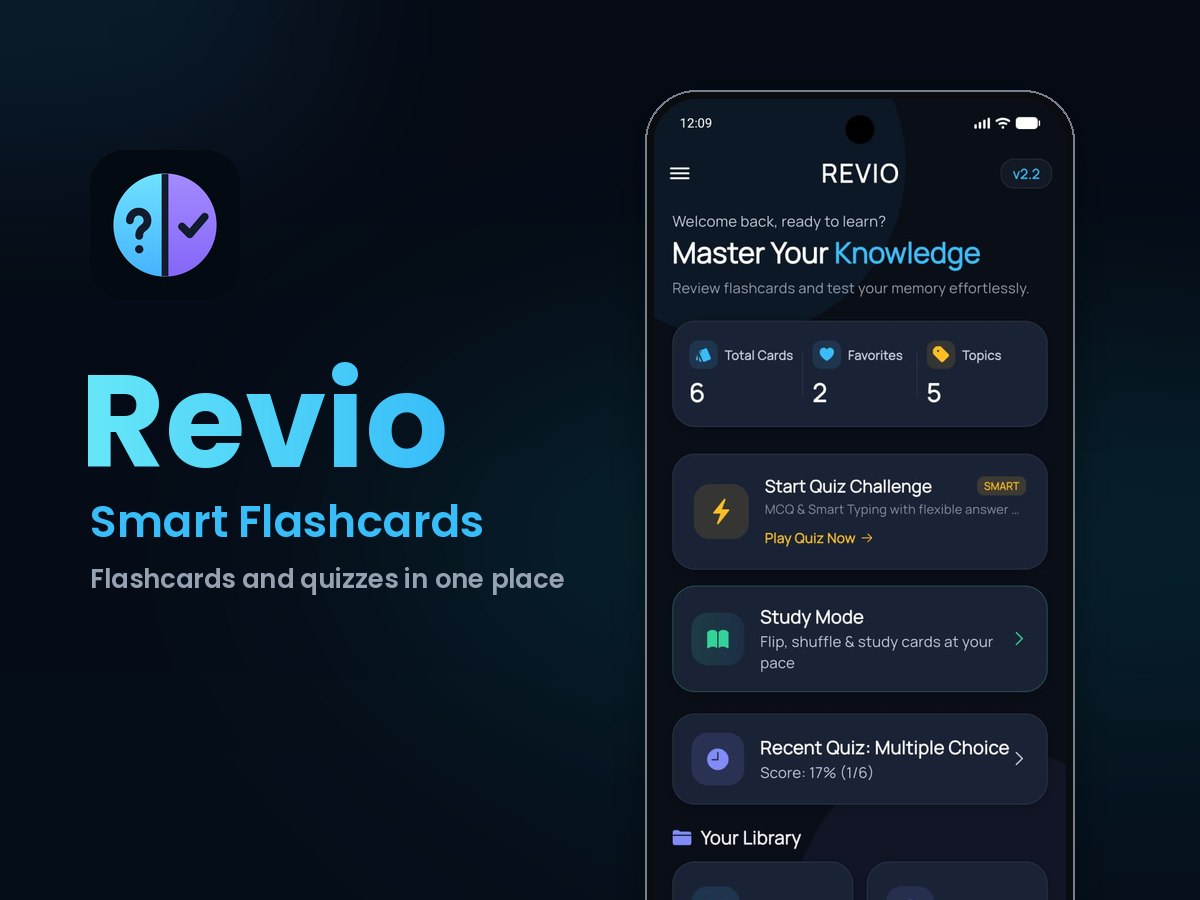 Revio
Smart Flashcards
Flashcards and quizzes in one place
12:09
REVIO
v2.2
Welcome back, ready to learn?
Master Your Knowledge
Review flashcards and test your memory effortlessly.
Total Cards
6
Favorites
2
Topics
5
Start Quiz Challenge
SMART
MCQ & Smart Typing with flexible answer ...
Play Quiz Now →
Study Mode
Flip, shuffle & study cards at your
pace
Recent Quiz: Multiple Choice
Score: 17% (1/6)
Your Library